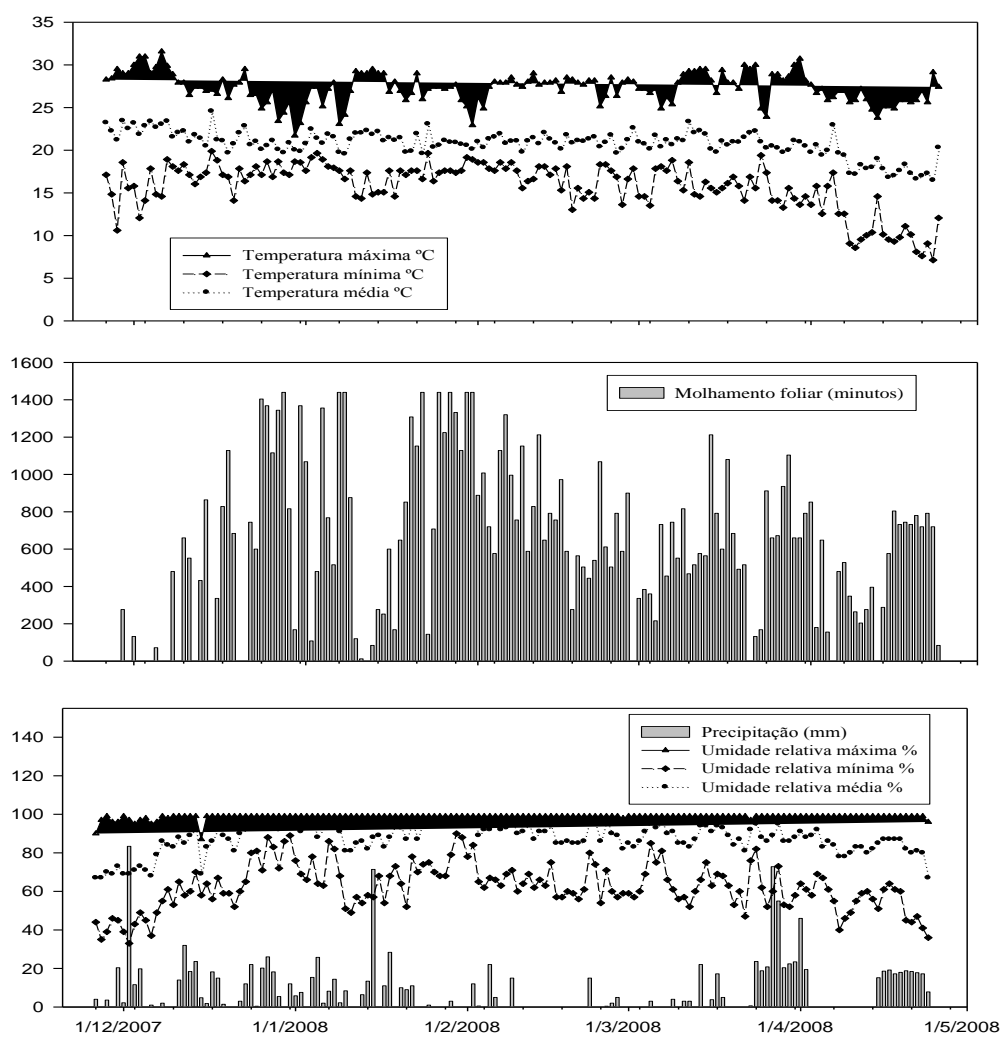 35
30
25
20
15
10
5
0
Temperatura máxima ºC
Temperatura mínima ºC
Temperatura média ºC
1600
1400
1200
1000
800
600
400
200
0
Molhamento foliar (minutos)
140
120
100
80
60
40
20
0
Precipitação (mm)
Umidade relativa máxima %
Umidade relativa mínima %
Umidade relativa média %
1/12/2007 1/1/2008 1/2/2008 1/3/2008 1/4/2008 1/5/2008